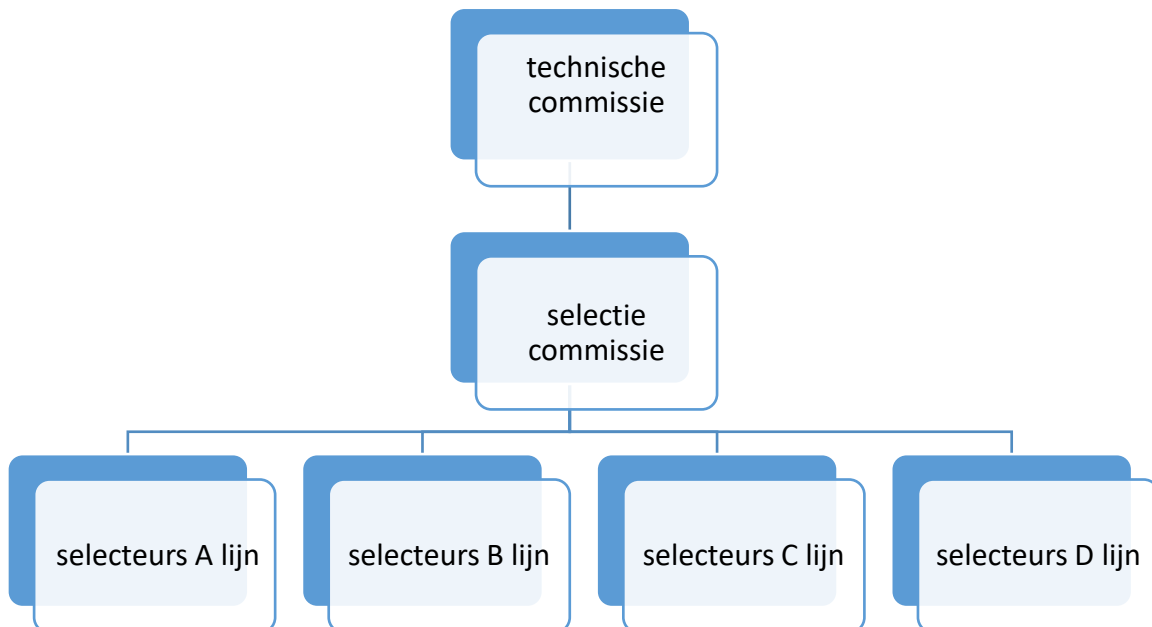 technische
commissie
selectie
commissie
selecteurs A lijn
selecteurs B lijn
selecteurs C lijn
selecteurs D lijn